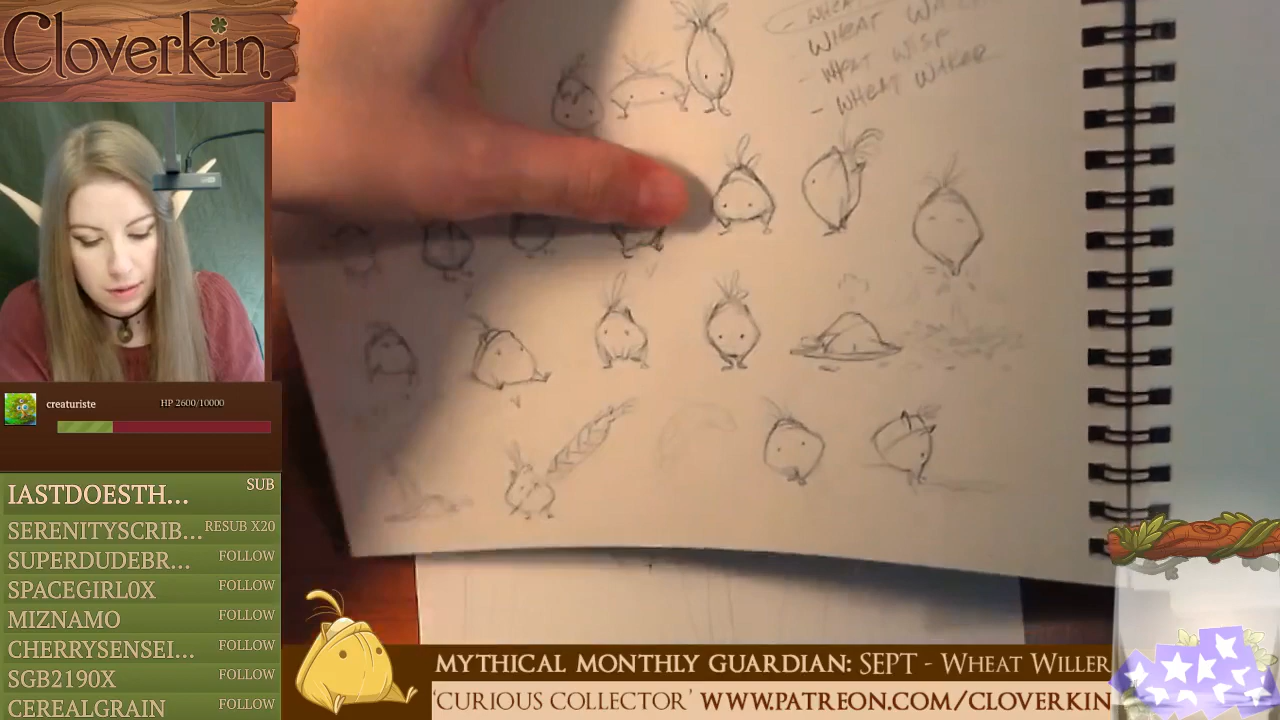 Cloverkin
- WHEAT
WHEAT
- WHEAT WISP
- WHEAT WAKER
creaturiste HP 2600/10000
IASTDOESTH... SUB
SERENITYSCRIB... RESUB X20
SUPERDUDEBR... FOLLOW
SPACEGIRL0X FOLLOW
MIZNAMO FOLLOW
CHERRYSENSEI... FOLLOW
SGB2190X FOLLOW
CEREALGRAIN FOLLOW
MYTHICAL MONTHLY GUARDIAN: SEPT - WHEAT WILLER
'CURIOUS COLLECTOR' WWW.PATREON.COM/CLOVERKIN